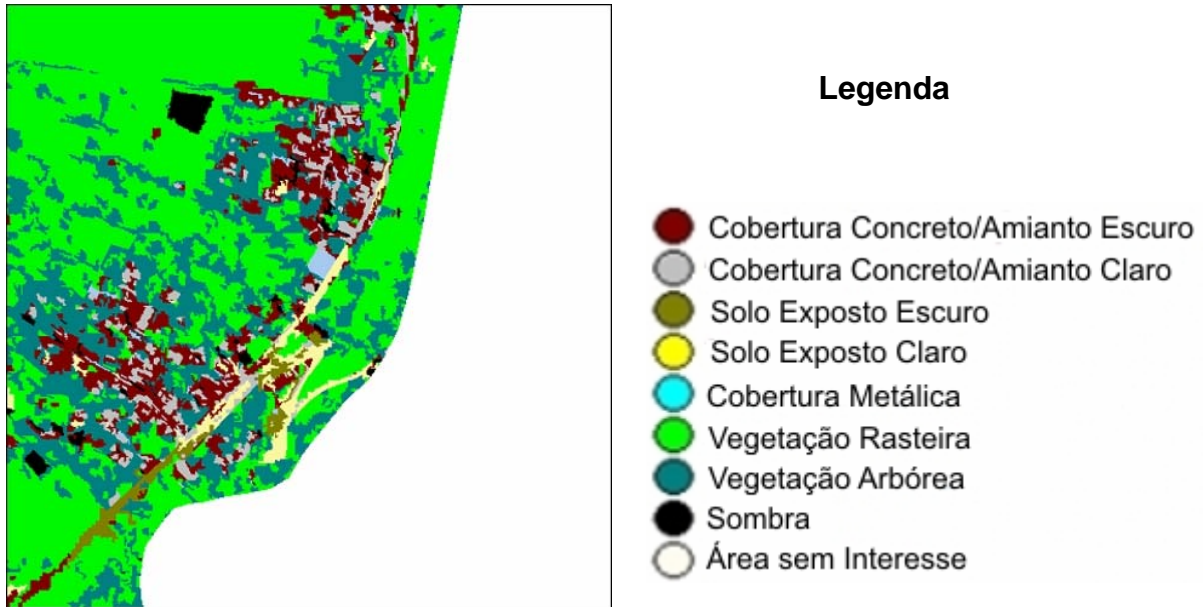 Legenda
Cobertura Concreto/Amianto Escuro
Cobertura Concreto/Amianto Claro
Solo Exposto Escuro
Solo Exposto Claro
Cobertura Metálica
Vegetação Rasteira
Vegetação Arbórea
Sombra
Área sem Interesse